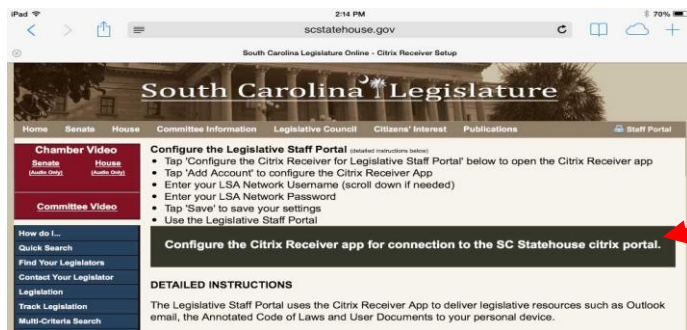 iPad
2:14 PM
70%
scstatehouse.gov
South Carolina Legislature Online - Citrix Receiver Setup
South Carolina Legislature
Home Senate House Committee Information Legislative Council Citizens' Interest Publications Staff Portal
Chamber Video
Senate House
(Audio Only) (Audio Only)
Committee Video
How do I...
Quick Search
Find Your Legislators
Contact Your Legislator
Legislation
Track Legislation
Multi-Criteria Search
Configure the Legislative Staff Portal (detailed instructions below)
• Tap 'Configure the Citrix Receiver for Legislative Staff Portal' below to open the Citrix Receiver app
• Tap 'Add Account' to configure the Citrix Receiver App
• Enter your LSA Network Username (scroll down if needed)
• Enter your LSA Network Password
• Tap 'Save' to save your settings
• Use the Legislative Staff Portal
Configure the Citrix Receiver app for connection to the SC Statehouse citrix portal.
DETAILED INSTRUCTIONS
The Legislative Staff Portal uses the Citrix Receiver App to deliver legislative resources such as Outlook
email, the Annotated Code of Laws and User Documents to your personal device.